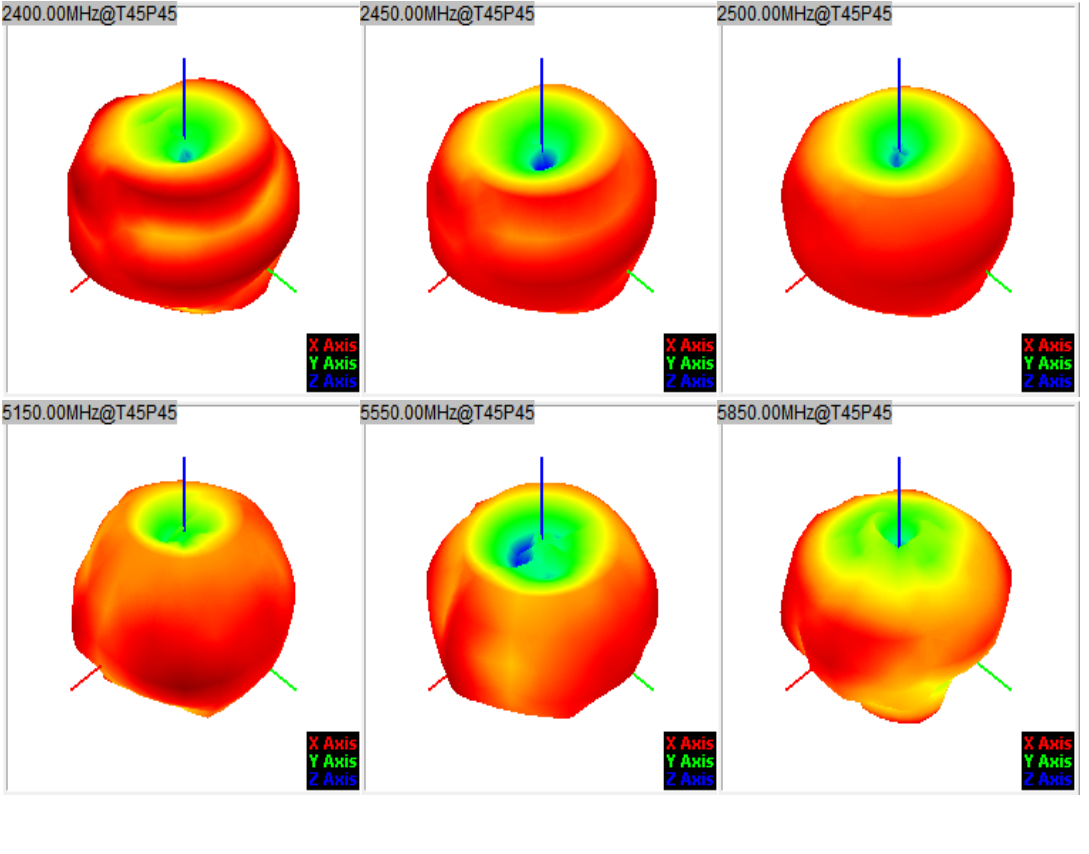 2400.00MHz@T45P45
2450.00MHz@T45P45
2500.00MHz@T45P45
X Axis
Y Axis
Z Axis
X Axis
Y Axis
Z Axis
X Axis
Y Axis
Z Axis
5150.00MHz@T45P45
5550.00MHz@T45P45
5850.00MHz@T45P45
X Axis
Y Axis
Z Axis
X Axis
Y Axis
Z Axis
X Axis
Y Axis
Z Axis